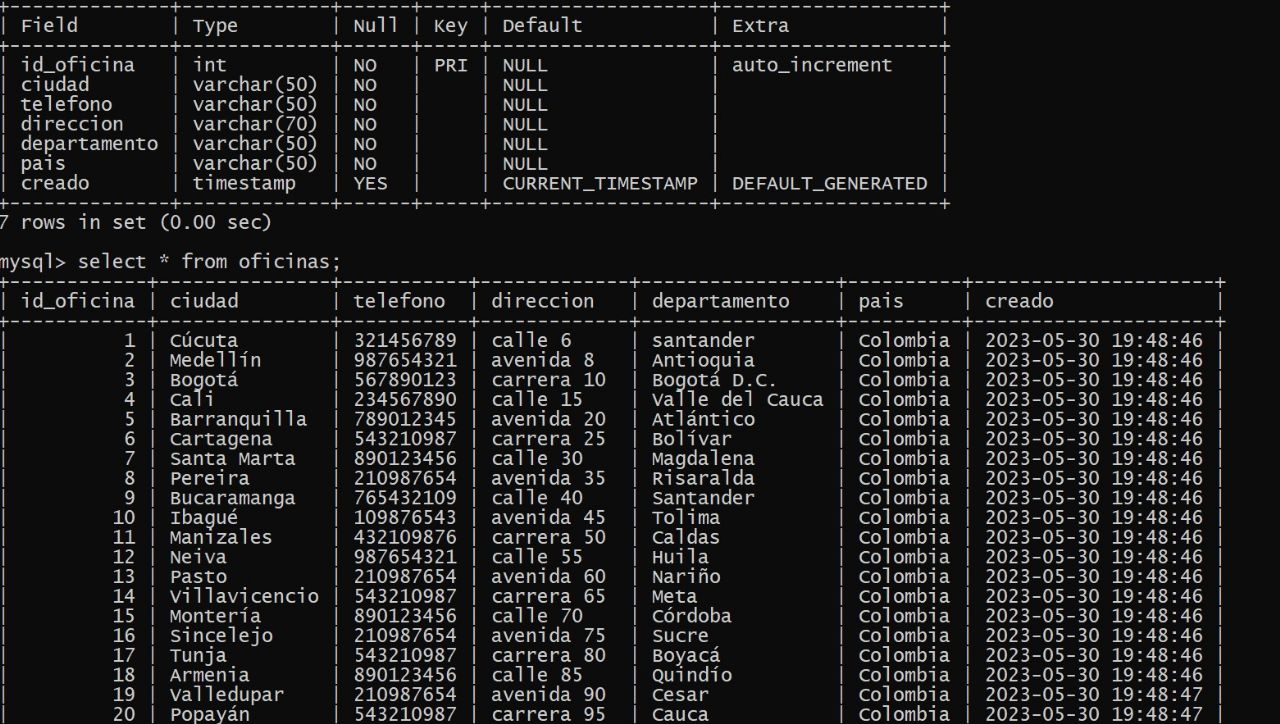 | Field | Type | Null | Key | Default | Extra |
| id_oficina | int | NO | PRI | NULL | auto_increment |
| ciudad | varchar(50) | NO | | NULL | |
| telefono | varchar(50) | NO | | NULL | |
| direccion | varchar(70) | NO | | NULL | |
| departamento | varchar(50) | NO | | NULL | |
| pais | varchar(50) | NO | | NULL | |
| creado | timestamp | YES | | CURRENT_TIMESTAMP | DEFAULT_GENERATED |
7 rows in set (0.00 sec)
mysql> select * from oficinas;
| id_oficina | ciudad | telefono | direccion | departamento | pais | creado |
| 1 | Cúcuta | 321456789 | calle 6 | santander | Colombia | 2023-05-30 19:48:46 |
| 2 | Medellín | 987654321 | avenida 8 | Antioquia | Colombia | 2023-05-30 19:48:46 |
| 3 | Bogotá | 567890123 | carrera 10 | Bogotá D.C. | Colombia | 2023-05-30 19:48:46 |
| 4 | Cali | 234567890 | calle 15 | Valle del Cauca | Colombia | 2023-05-30 19:48:46 |
| 5 | Barranquilla | 789012345 | avenida 20 | Atlántico | Colombia | 2023-05-30 19:48:46 |
| 6 | Cartagena | 543210987 | carrera 25 | Bolívar | Colombia | 2023-05-30 19:48:46 |
| 7 | Santa Marta | 890123456 | calle 30 | Magdalena | Colombia | 2023-05-30 19:48:46 |
| 8 | Pereira | 210987654 | avenida 35 | Risaralda | Colombia | 2023-05-30 19:48:46 |
| 9 | Bucaramanga | 765432109 | calle 40 | Santander | Colombia | 2023-05-30 19:48:46 |
| 10 | Ibagué | 109876543 | avenida 45 | Tolima | Colombia | 2023-05-30 19:48:46 |
| 11 | Manizales | 432109876 | carrera 50 | Caldas | Colombia | 2023-05-30 19:48:46 |
| 12 | Neiva | 987654321 | calle 55 | Huila | Colombia | 2023-05-30 19:48:46 |
| 13 | Pasto | 210987654 | avenida 60 | Nariño | Colombia | 2023-05-30 19:48:46 |
| 14 | Villavicencio | 543210987 | carrera 65 | Meta | Colombia | 2023-05-30 19:48:46 |
| 15 | Montería | 890123456 | calle 70 | Córdoba | Colombia | 2023-05-30 19:48:46 |
| 16 | Sincelejo | 210987654 | avenida 75 | Sucre | Colombia | 2023-05-30 19:48:46 |
| 17 | Tunja | 543210987 | carrera 80 | Boyacá | Colombia | 2023-05-30 19:48:46 |
| 18 | Armenia | 890123456 | calle 85 | Quindío | Colombia | 2023-05-30 19:48:46 |
| 19 | Valledupar | 210987654 | avenida 90 | Cesar | Colombia | 2023-05-30 19:48:47 |
| 20 | Popayán | 543210987 | carrera 95 | Cauca | Colombia | 2023-05-30 19:48:47 |